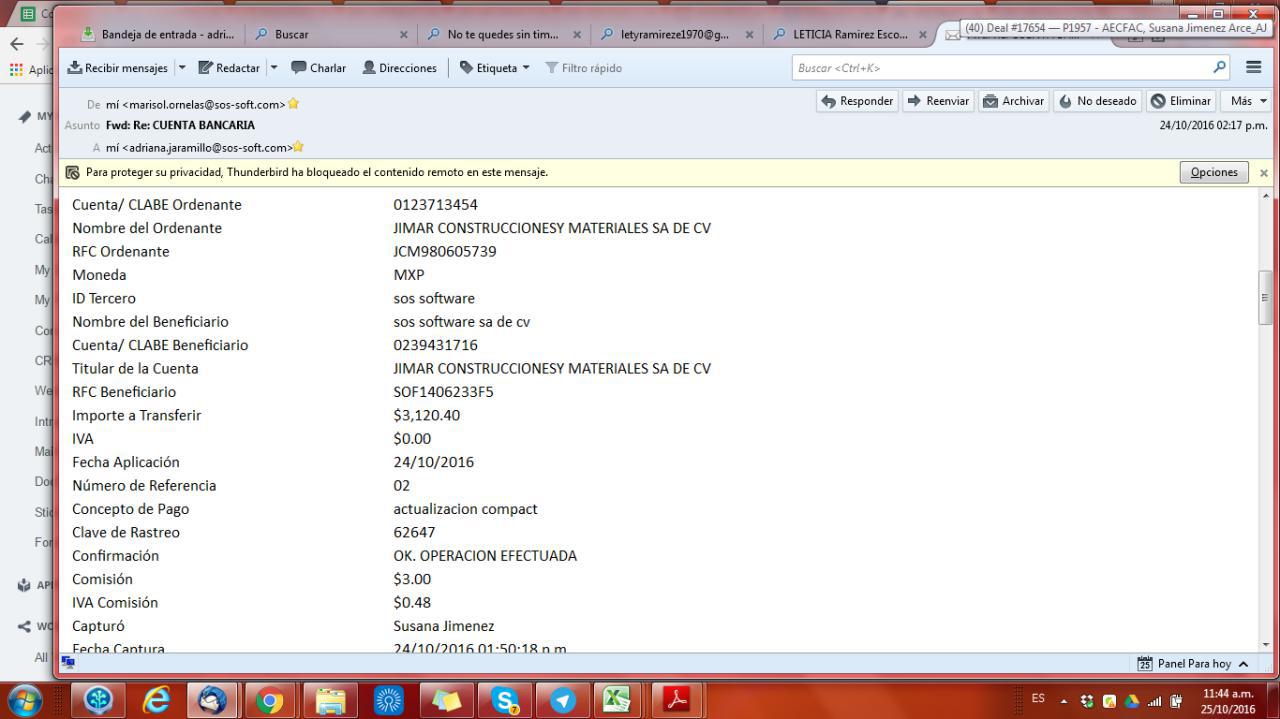 (40) Deal #17654 — P1957 - AECFAC, Susana Jimenez Arce_AJ
Bandeja de entrada - adri...
Buscar
No te quedes sin tim...
letyramireze1970@g...
LETICIA Ramirez Esco...
Recibir mensajes
Redactar
Charlar
Direcciones
Etiqueta
Filtro rápido
Buscar <Ctrl+K>
De mí <marisol.ornelas@sos-soft.com>
Responder
Reenviar
Archivar
No deseado
Eliminar
Más
Asunto Fwd: Re: CUENTA BANCARIA
24/10/2016 02:17 p.m.
A mí <adriana.jaramillo@sos-soft.com>
Para proteger su privacidad, Thunderbird ha bloqueado el contenido remoto en este mensaje.
Opciones
Cuenta/ CLABE Ordenante 0123713454
Nombre del Ordenante JIMAR CONSTRUCCIONESY MATERIALES SA DE CV
RFC Ordenante JCM980605739
Moneda MXP
ID Tercero sos software
Nombre del Beneficiario sos software sa de cv
Cuenta/ CLABE Beneficiario 0239431716
Titular de la Cuenta JIMAR CONSTRUCCIONESY MATERIALES SA DE CV
RFC Beneficiario SOF1406233F5
Importe a Transferir $3,120.40
IVA $0.00
Fecha Aplicación 24/10/2016
Número de Referencia 02
Concepto de Pago actualizacion compact
Clave de Rastreo 62647
Confirmación OK. OPERACION EFECTUADA
Comisión $3.00
IVA Comisión $0.48
Capturó Susana Jimenez
Fecha Captura 24/10/2016 01:50:18 p.m.
25 Panel Para hoy
Co
Aplic
MY
Act
Cha
Tas
Cal
My
My
Con
CR
We
Intr
Mai
Doc
Stic
For
API
WO
All
ES
11:44 a.m.
25/10/2016